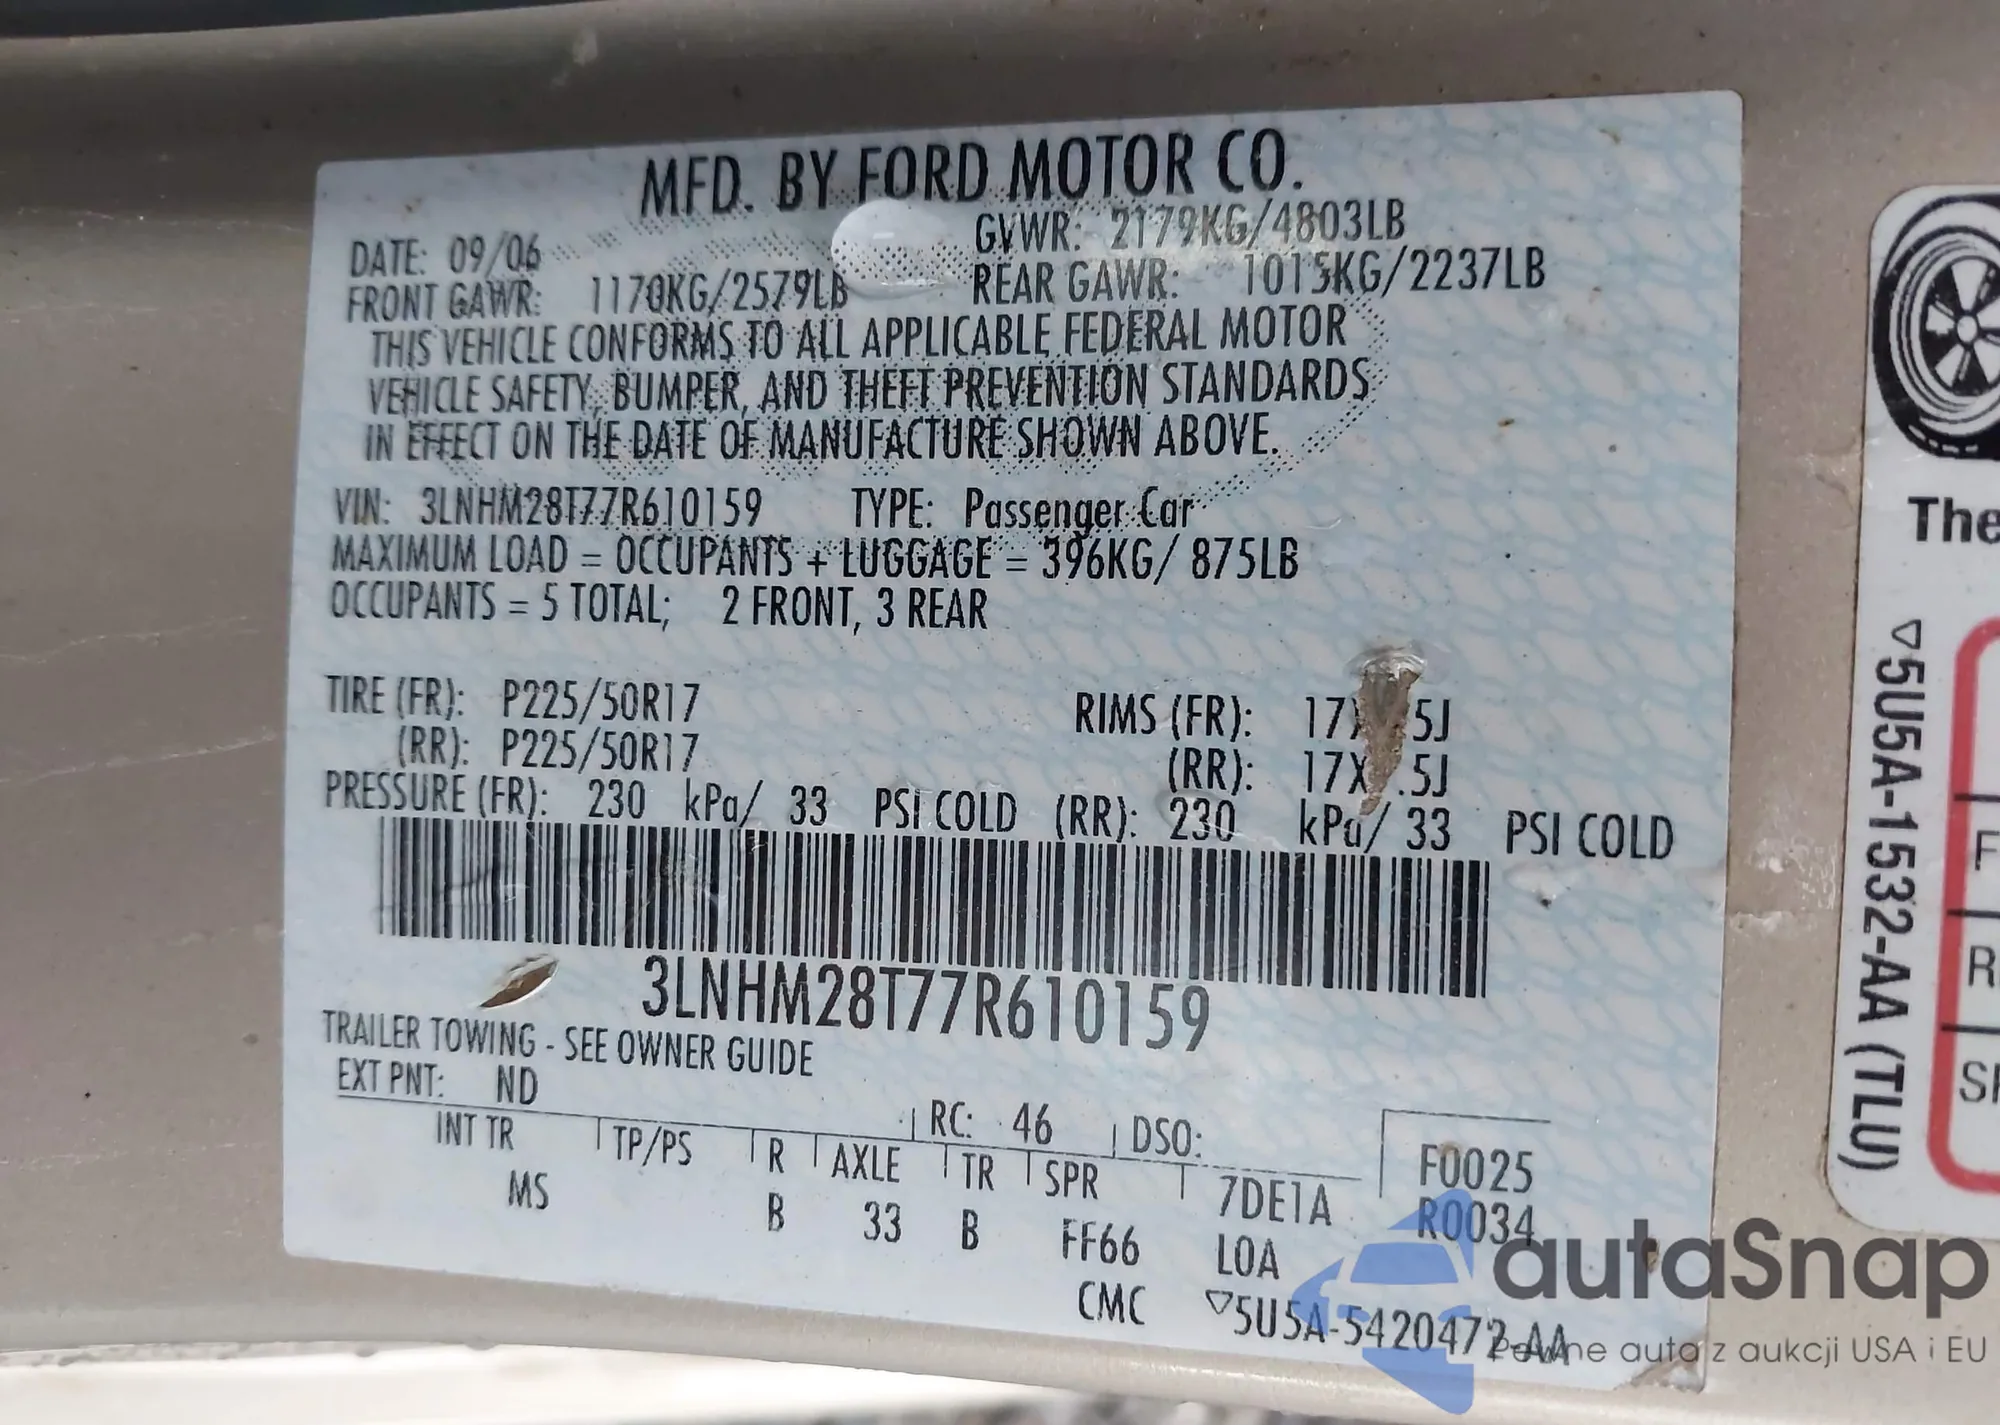 MFD. BY FORD MOTOR CO.
DATE: 09/06 GVWR: 2179KG/4803LB
FRONT GAWR: 1170KG/2579LB REAR GAWR: 1015KG/2237LB
THIS VEHICLE CONFORMS TO ALL APPLICABLE FEDERAL MOTOR
VEHICLE SAFETY, BUMPER, AND THEFT PREVENTION STANDARDS
IN EFFECT ON THE DATE OF MANUFACTURE SHOWN ABOVE.
VIN: 3LNHM28T77R610159 TYPE: Passenger Car
MAXIMUM LOAD = OCCUPANTS + LUGGAGE = 396KG/ 875LB
OCCUPANTS = 5 TOTAL; 2 FRONT, 3 REAR
TIRE (FR): P225/50R17 RIMS (FR):
(RR): P225/50R17 (RR):
PRESSURE (FR): 230 kPa/ 33 PSI COLD (RR): 230 kPa/ 33 PSI COLD
3LNHM28T77R610159
TRAILER TOWING - SEE OWNER GUIDE
EXT PNT: ND RC: 46 DSO: F0025
INT TR TP/PS R AXLE TR SPR 7DE1A R0034
MS B 33 B FF66 L0A
CMC ▽5U5A-5420472-AA
The
▽5U5A-1532-AA (TLU)
F
R
autaSnap
Pewne auta z aukcji USA i EU